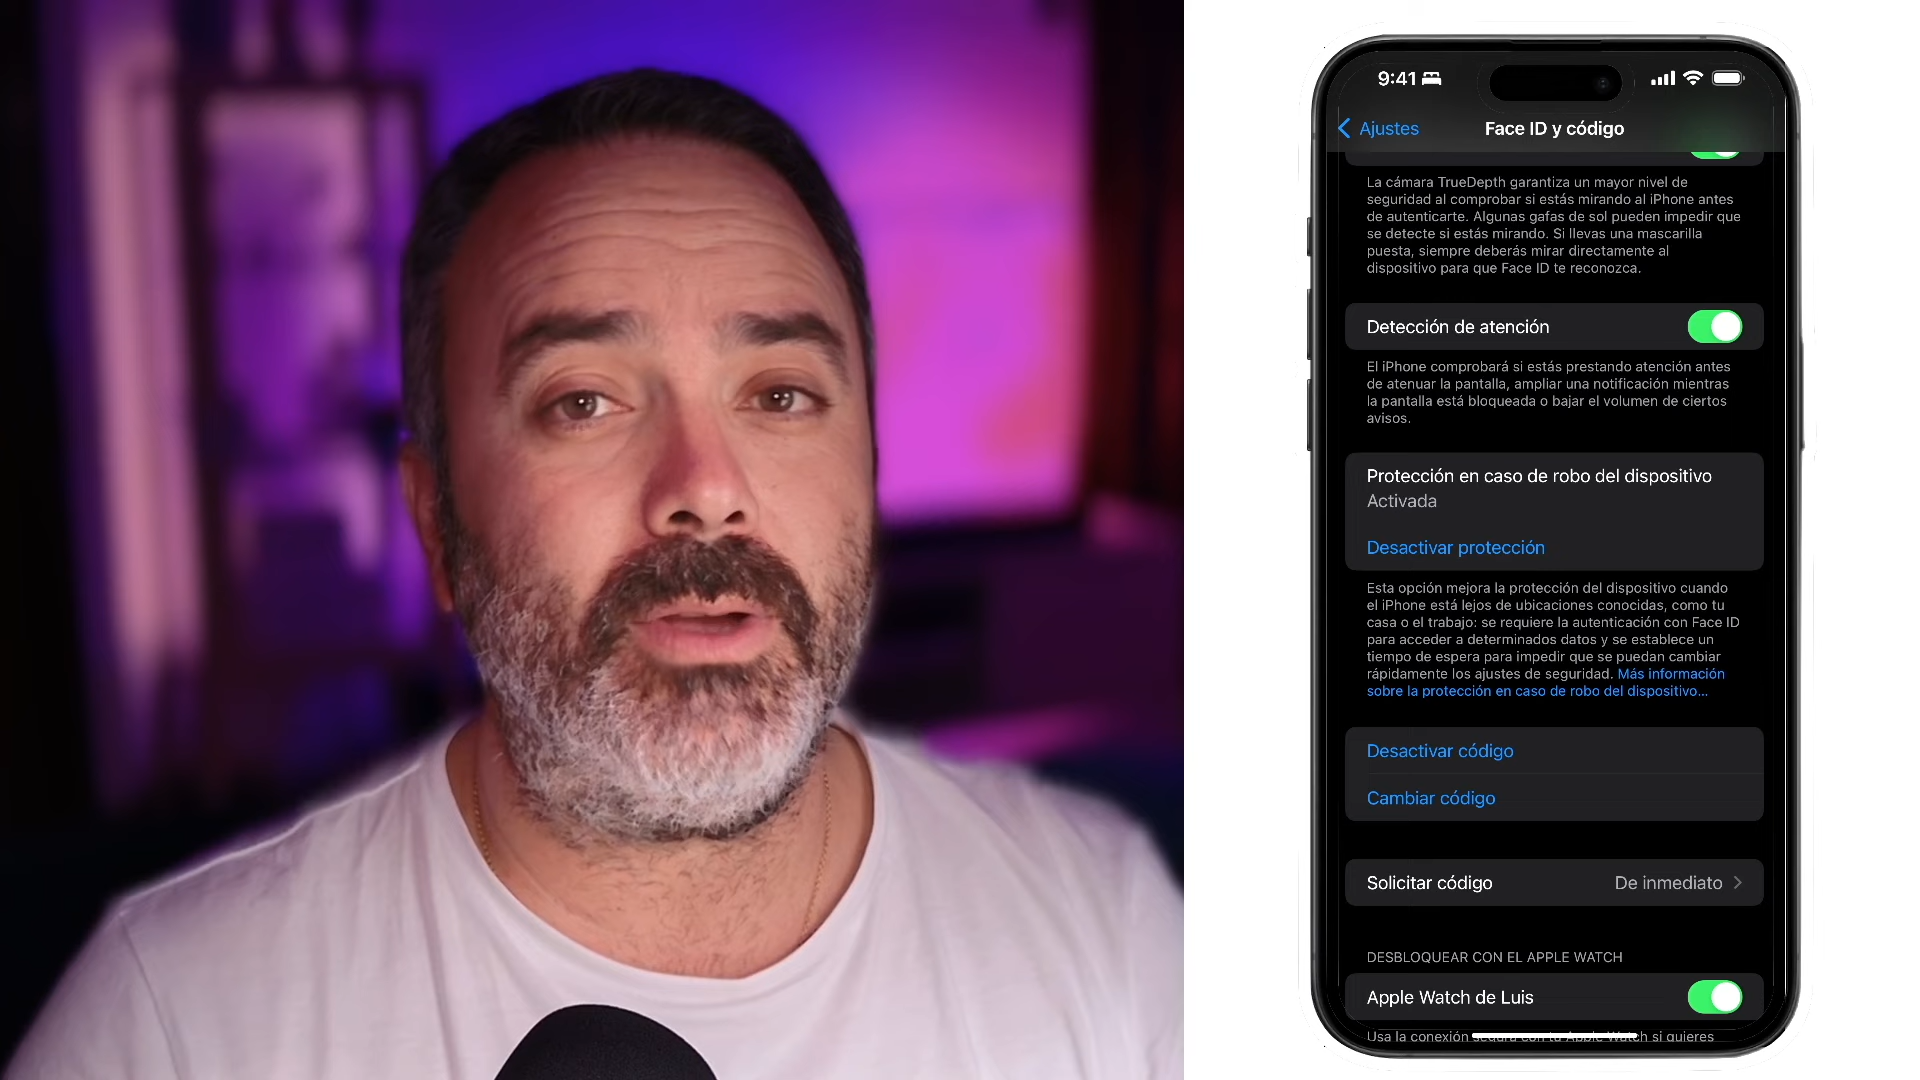 9:41
Ajustes
Face ID y código
La cámara TrueDepth garantiza un mayor nivel de
seguridad al comprobar si estás mirando al iPhone antes
de autenticarte. Algunas gafas de sol pueden impedir que
se detecte si estás mirando. Si llevas una mascarilla
puesta, siempre deberás mirar directamente al
dispositivo para que Face ID te reconozca.
Detección de atención
El iPhone comprobará si estás prestando atención antes
de atenuar la pantalla, ampliar una notificación mientras
la pantalla está bloqueada o bajar el volumen de ciertos
avisos.
Protección en caso de robo del dispositivo
Activada
Desactivar protección
Esta opción mejora la protección del dispositivo cuando
el iPhone está lejos de ubicaciones conocidas, como tu
casa o el trabajo: se requiere la autenticación con Face ID
para acceder a determinados datos y se establece un
tiempo de espera para impedir que se puedan cambiar
rápidamente los ajustes de seguridad. Más información
sobre la protección en caso de robo del dispositivo...
Desactivar código
Cambiar código
Solicitar código De inmediato
DESBLOQUEAR CON EL APPLE WATCH
Apple Watch de Luis
Usa la conexión segura con tu Apple Watch si quieres